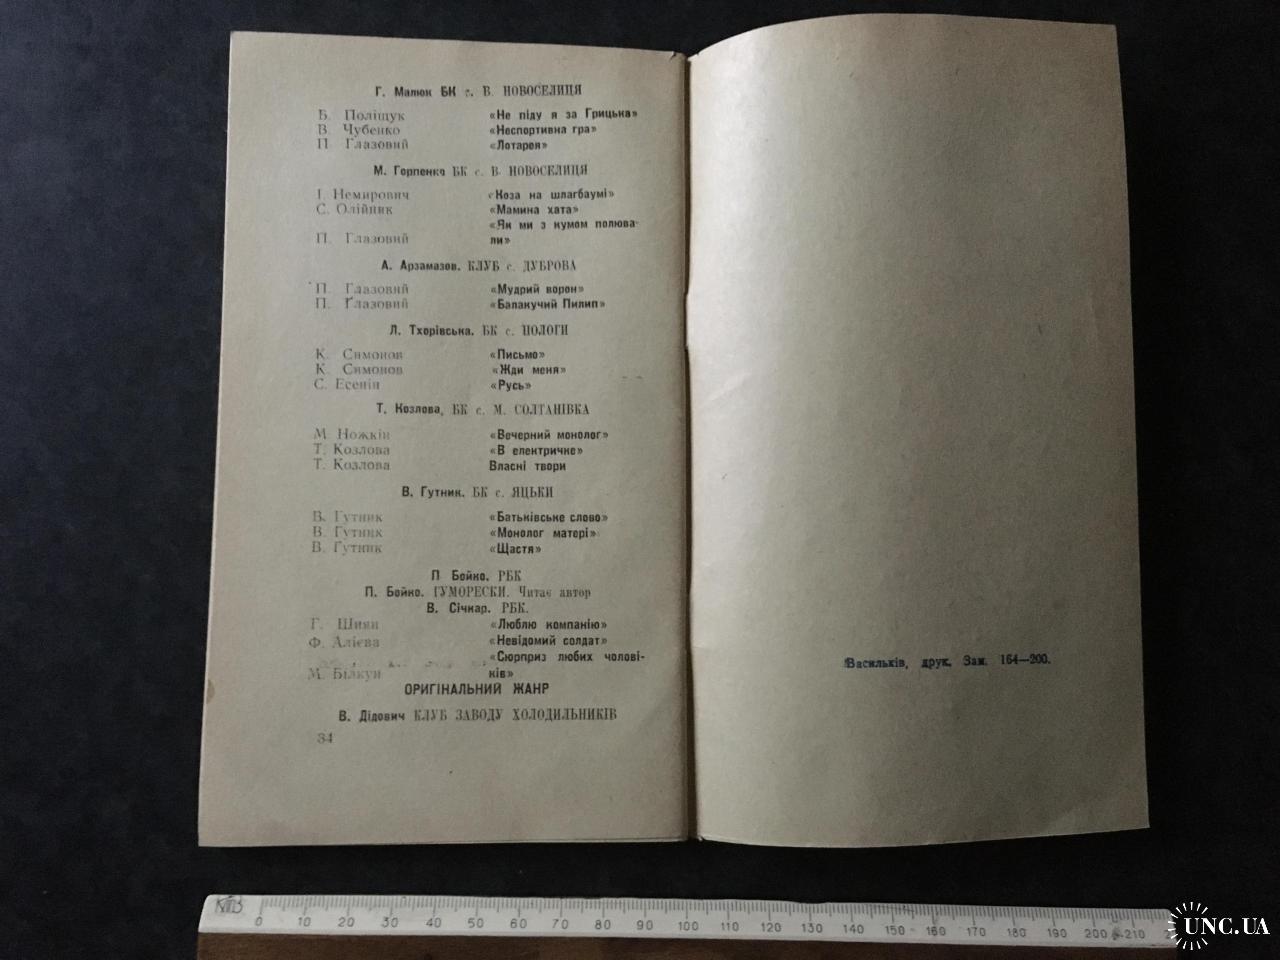 Г. Малюк БК с. В. НОВОСЕЛИЦЯ
Б. Поліщук «Не піду я за Грицька»
В. Чубенко «Неспортивна гра»
П. Глазовий «Лотарея»
М. Горпенко БК с. В. НОВОСЕЛИЦЯ
І. Немирович «Коза на шлагбаумі»
С. Олійник «Мамина хата»
«Як ми з кумом полюва-
П. Глазовий ли»
А. Арзамазов. КЛУБ с. ДУБРОВА
П. Глазовий «Мудрий ворон»
П. Глазовий «Балакучий Пилип»
Л. Тхорівська. БК с. ПОЛОГИ
К. Симонов «Письмо»
К. Симонов «Жди меня»
С. Есенін «Русь»
Т. Козлова, БК с. М. СОЛТАНІВКА
М. Ножкін «Вечерний монолог»
Т. Козлова «В електричке»
Т. Козлова Власні твори
В. Гутник. БК с. ЯЦЬКИ
В. Гутник «Батьківське слово»
В. Гутник «Монолог матері»
В. Гутник «Щастя»
П Бойко. РБК
П. Бойко. ГУМОРЕСКИ. Читає автор
В. Січкар. РБК.
Г. Шиян «Люблю компанію»
Ф. Алієва «Невідомий солдат»
«Сюрприз любих чолові-
М. Білкун ків»
ОРИГІНАЛЬНИЙ ЖАНР
В. Дідович КЛУБ ЗАВОДУ ХОЛОДИЛЬНИКІВ
34
Васильків, друк. Зам. 164—200.
0 10 20 30 40 50 60 70 80 90 100 110 120 130 140 150 160 170 180 190 200 210
UNC.UA